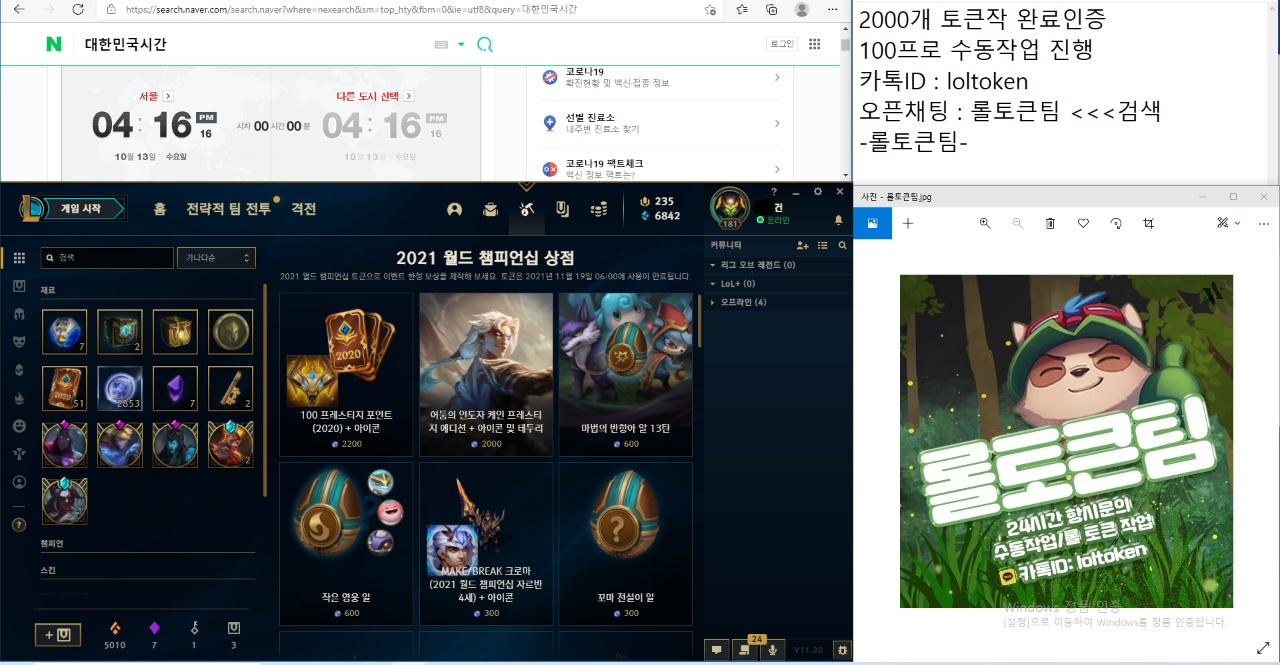 https://search.naver.com/search.naver?where=nexearch&sm=top_hty&fbm=0&ie=utf8&query=대한민국시간
N 대한민국시간
로그인
서울
04:16 PM 16
10월 13일 · 수요일
시차 00 시간 00 분
다른 도시 선택
04:16 PM 16
10월 13일 · 수요일
코로나19
확진현황 및 백신·접종 정보
선별 진료소
내주변 진료소 찾기
코로나19 팩트체크
백신 정보 팩트는?
2000개 토큰작 완료인증
100프로 수동작업 진행
카톡ID : loltoken
오픈채팅 : 롤토큰팀 <<<검색
-롤토큰팀-
게임 시작
홈
전략적 팀 전투
격전
235
6842
181
건
온라인
검색
가나다순
재료
7
2
51
2853
7
2
2
챔피언
스킨
5010
7
1
3
2021 월드 챔피언십 상점
2021 월드 챔피언십 토큰으로 이벤트 한정 보상을 제작해 보세요. 토큰은 2021년 11월 19일 06:00에 사용이 만료됩니다.
2020
100 프레스티지 포인트
(2020) + 아이콘
2200
어둠의 인도자 케인 프레스티
지 에디션 + 아이콘 및 테두리
2000
마법의 반항아 알 13탄
600
작은 영웅 알
600
MAKE/BREAK 크로마
(2021 월드 챔피언십 자르반
4세) + 아이콘
300
꼬마 전설이 알
300
커뮤니티
리그 오브 레전드 (0)
LoL+ (0)
오프라인 (4)
24
V11.20
사진 - 롤토큰팀.jpg
롤토큰팀
24시간 항시문의
수동작업/롤 토큰 작업
카톡ID: loltoken
Windows 정품 인증
[설정]으로 이동하여 Windows를 정품 인증합니다.